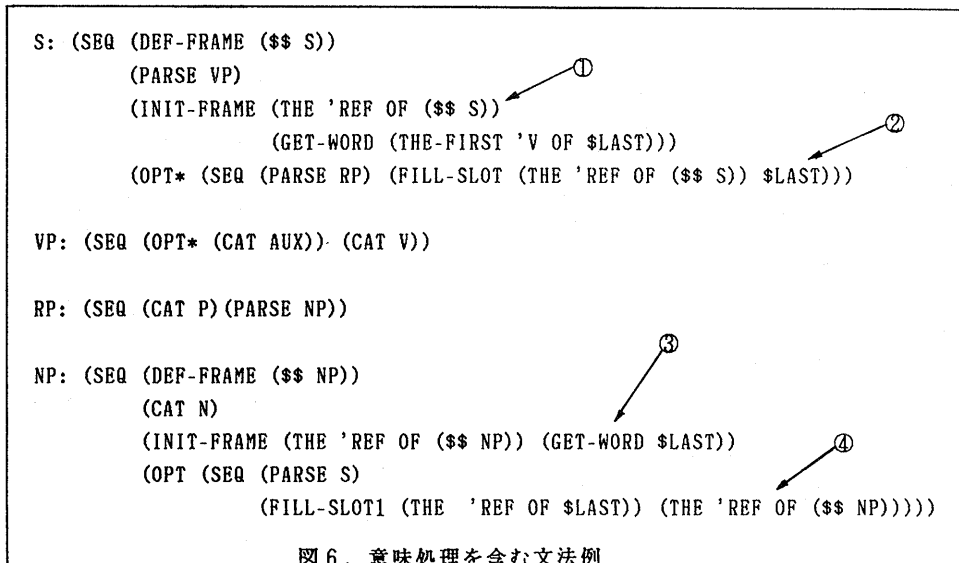 S: (SEQ (DEF-FRAME ($$ S))
(PARSE VP)
①
(INIT-FRAME (THE 'REF OF ($$ S))
(GET-WORD (THE-FIRST 'V OF $LAST)))
②
(OPT* (SEQ (PARSE RP) (FILL-SLOT (THE 'REF OF ($$ S)) $LAST)))
VP: (SEQ (OPT* (CAT AUX)) (CAT V))
RP: (SEQ (CAT P)(PARSE NP))
③
NP: (SEQ (DEF-FRAME ($$ NP))
(CAT N)
(INIT-FRAME (THE 'REF OF ($$ NP)) (GET-WORD $LAST))
④
(OPT (SEQ (PARSE S)
(FILL-SLOT1 (THE 'REF OF $LAST)) (THE 'REF OF ($$ NP)))))
図6. 意味処理を含む文法例